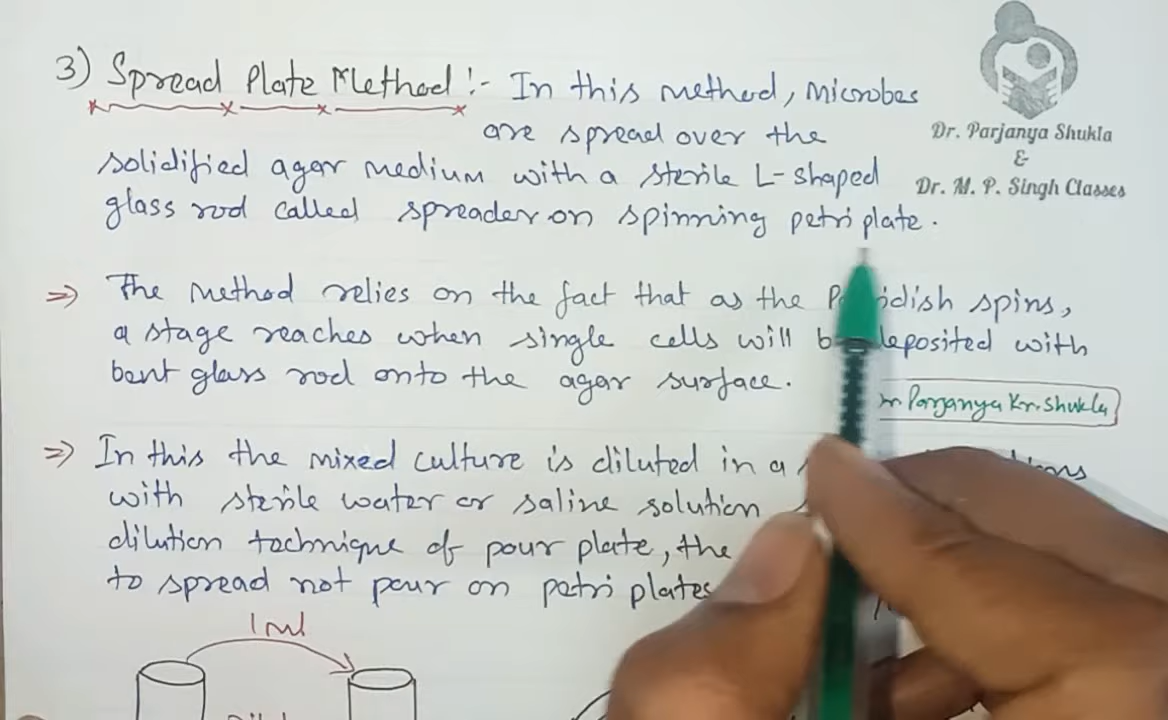 3) Spread Plate Method :- In this method, microbes
are spread over the
solidified agar medium with a sterile L-shaped
glass rod called spreader on spinning petri plate.
Dr. Parjanya Shukla
&
Dr. M. P. Singh Classes
⇒ The method relies on the fact that as the dish spins,
a stage reaches when single cells will deposited with
bent glass rod onto the agar surface.
Parjanya Kr. Shukla
⇒ In this the mixed culture is diluted in a
with sterile water or saline solution
dilution technique of pour plate, the
to spread not pour on petri plates
1 ml